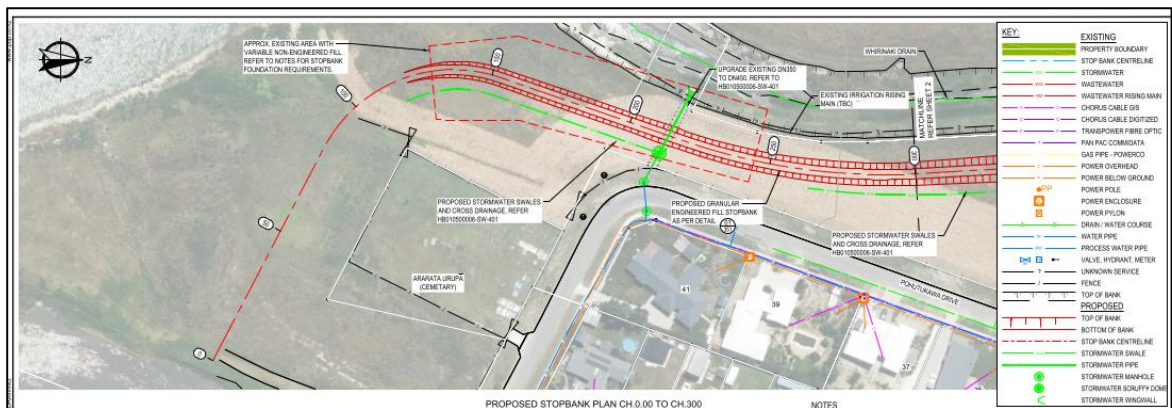 N
APPROX. EXISTING AREA WITH
VARIABLE NON-ENGINEERED FILL
REFER TO NOTES FOR STOPBANK
FOUNDATION REQUIREMENTS.
150
100
50
0
200
250
300
UPGRADE EXISTING DN350
TO DN450. REFER TO
HB010500006-SW-401
WHIRINAKI DRAIN
EXISTING IRRIGATION RISING
MAIN (TBC)
MATCHLINE
REFER SHEET 2
PROPOSED STORMWATER SWALES
AND CROSS DRAINAGE, REFER
HB010500006-SW-401
PROPOSED GRANULAR
ENGINEERED FILL STOPBANK
AS PER DETAIL
PROPOSED STORMWATER SWALES
AND CROSS DRAINAGE, REFER
HB010500006-SW-401
ARARATA URUPA
(CEMETARY)
POHUTUKAWA DRIVE
41
39
37
PROPOSED STOPBANK PLAN CH.0.00 TO CH.300
NOTES
KEY:
EXISTING
PROPERTY BOUNDARY
STOP BANK CENTRELINE
STORMWATER
WASTEWATER
WASTEWATER RISING MAIN
CHORUS CABLE GIS
CHORUS CABLE DIGITIZED
TRANSPOWER FIBRE OPTIC
PAN PAC COMM/DATA
GAS PIPE - POWERCO
POWER OVERHEAD
POWER BELOW GROUND
PP POWER POLE
POWER ENCLOSURE
POWER PYLON
DRAIN / WATER COURSE
WATER PIPE
PROCESS WATER PIPE
VALVE, HYDRANT, METER
? UNKNOWN SERVICE
/ FENCE
TOP OF BANK
PROPOSED
TOP OF BANK
BOTTOM OF BANK
STOP BANK CENTRELINE
STORMWATER SWALE
STORMWATER PIPE
STORMWATER MANHOLE
STORMWATER SCRUFFY DOME
STORMWATER WINGWALL